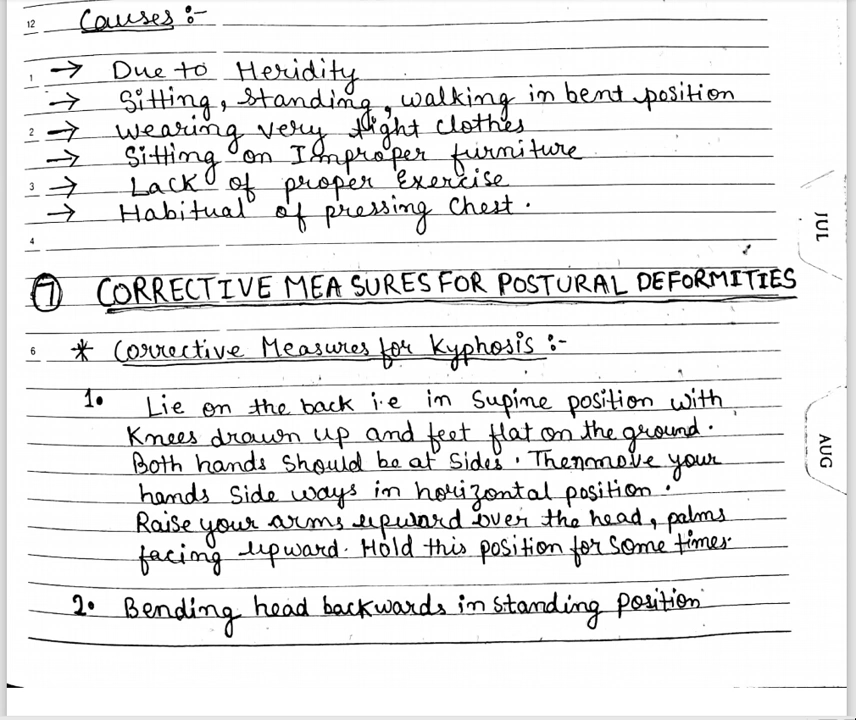 12 Causes :-
1 → Due to Heridity
→ Sitting, Standing, walking in bent position
2 → Wearing very tight clothes
→ Sitting on Improper furniture
3 → Lack of proper Exercise
→ Habitual of pressing Chest.
4
JUL
⑦ CORRECTIVE MEASURES FOR POSTURAL DEFORMITIES
6 * Corrective Measures for Kyphosis :-
1. Lie on the back i.e in Supine position with
Knees drawn up and feet flat on the ground.
Both hands Should be at Sides. Then move your
hands Side ways in horizontal position.
Raise your arms upward over the head, palms
facing upward. Hold this position for Some times.
AUG
2. Bending head backwards in standing position